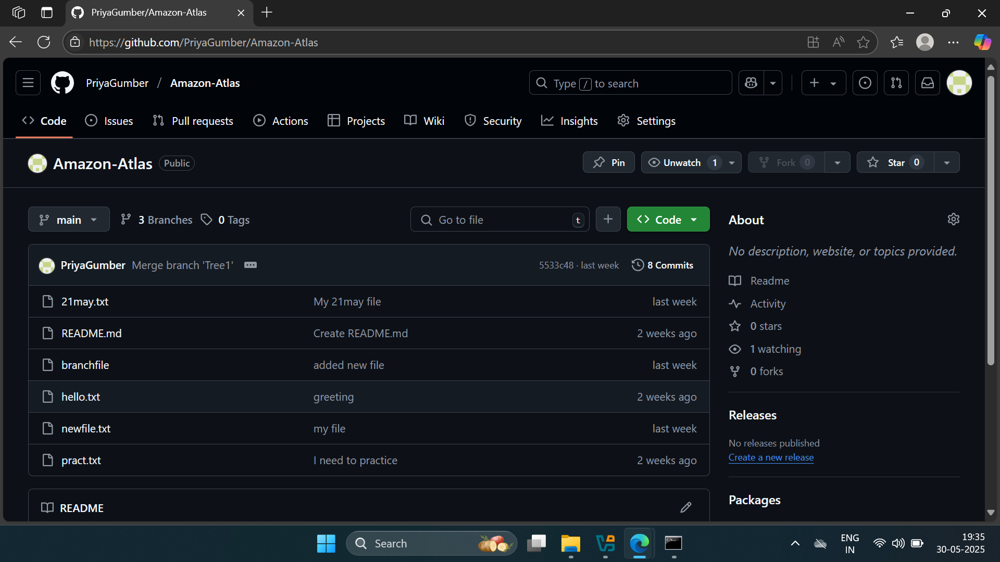 PriyaGumber/Amazon-Atlas
https://github.com/PriyaGumber/Amazon-Atlas
PriyaGumber / Amazon-Atlas
Type / to search
Code
Issues
Pull requests
Actions
Projects
Wiki
Security
Insights
Settings
Amazon-Atlas Public
Pin
Unwatch 1
Fork 0
Star 0
main
3 Branches
0 Tags
Go to file t
Code
PriyaGumber Merge branch 'Tree1'
5533c48 · last week
8 Commits
21may.txt My 21may file last week
README.md Create README.md 2 weeks ago
branchfile added new file last week
hello.txt greeting 2 weeks ago
newfile.txt my file last week
pract.txt I need to practice 2 weeks ago
README
About
No description, website, or topics provided.
Readme
Activity
0 stars
1 watching
0 forks
Releases
No releases published
Create a new release
Packages
Search
ENG
IN
19:35
30-05-2025